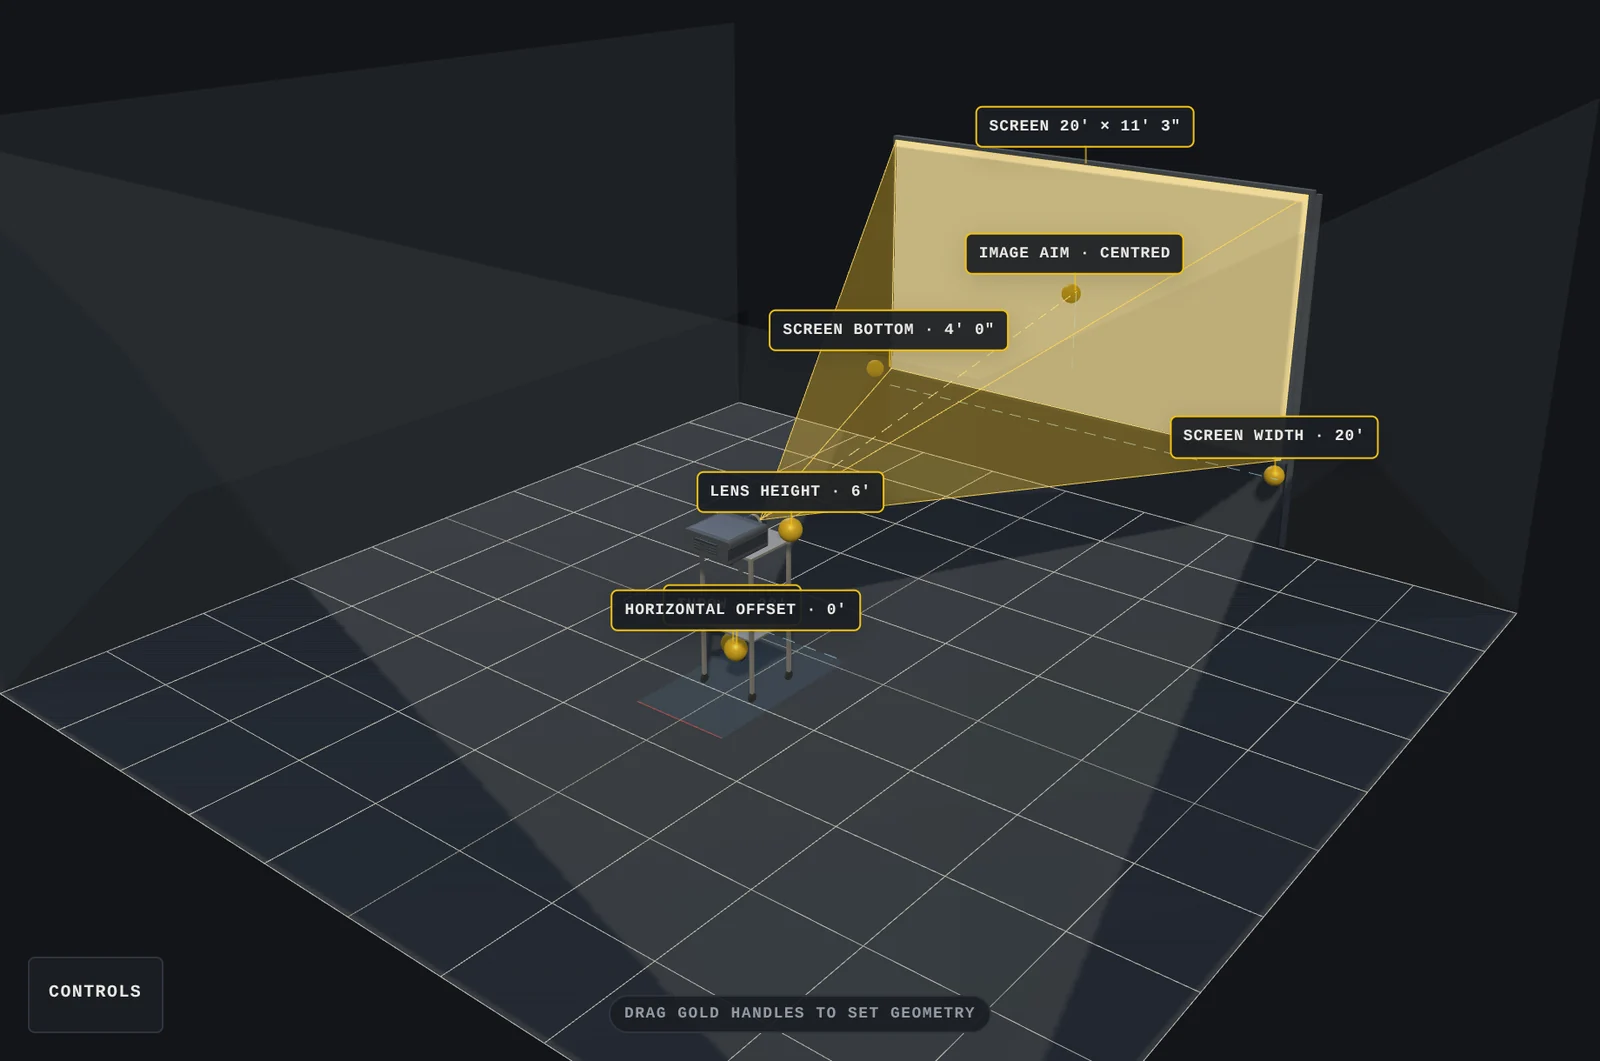 SCREEN 20' × 11' 3"
IMAGE AIM · CENTRED
SCREEN BOTTOM · 4' 0"
SCREEN WIDTH · 20'
LENS HEIGHT · 6'
HORIZONTAL OFFSET · 0'
CONTROLS
DRAG GOLD HANDLES TO SET GEOMETRY